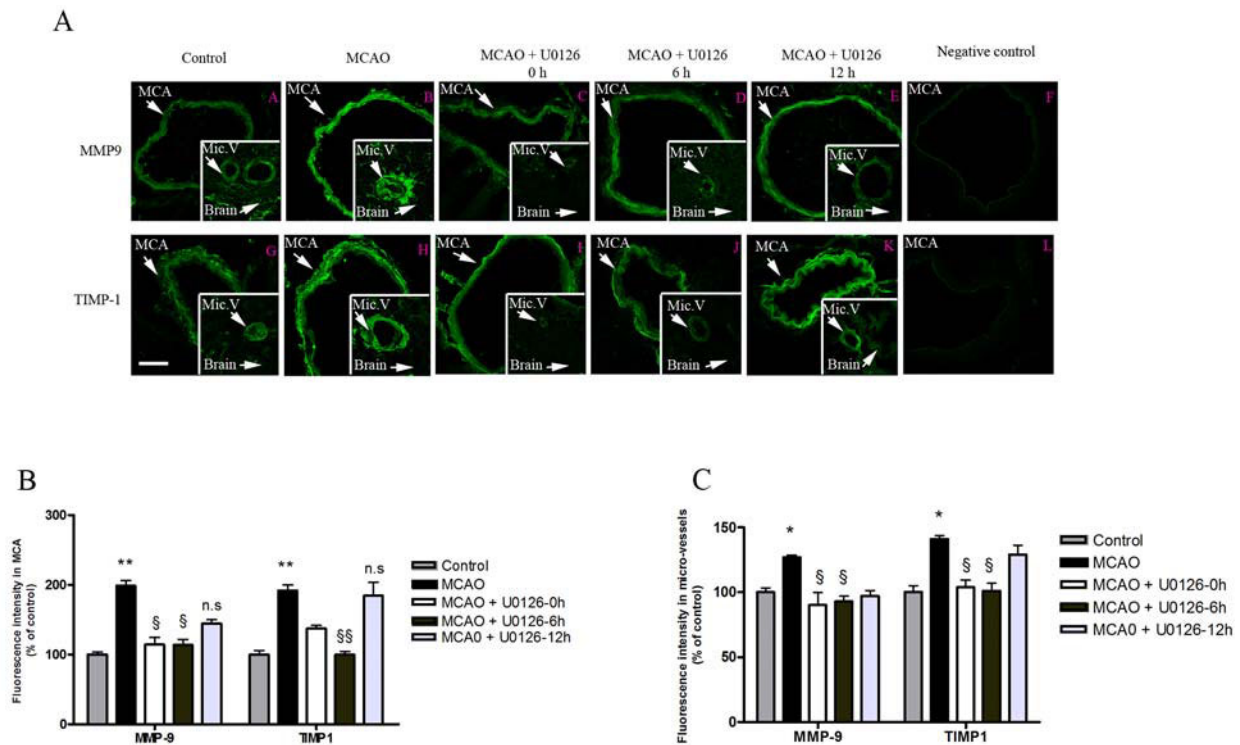 A
Control MCAO MCAO + U0126 0 h MCAO + U0126 6 h MCAO + U0126 12 h Negative control
MMP9
MCA A MCA B MCA C MCA D MCA E MCA F
Mic.V Mic.V Mic.V Mic.V Mic.V
Brain Brain Brain Brain Brain
TIMP-1
MCA G MCA H MCA I MCA J MCA K MCA L
Mic.V Mic.V Mic.V Mic.V Mic.V
Brain Brain Brain Brain Brain
B
Fluorescence intensity in MCA
(% of control)
300
200
100
0
** § § n.s
** §§ n.s
MMP-9 TIMP1
Control
MCAO
MCAO + U0126-0h
MCAO + U0126-6h
MCA0 + U0126-12h
C
Fluorescence intensity in micro-vessels
(% of control)
150
100
50
0
* § §
* § §
MMP-9 TIMP1
Control
MCAO
MCAO + U0126-0h
MCAO + U0126-6h
MCA0 + U0126-12h